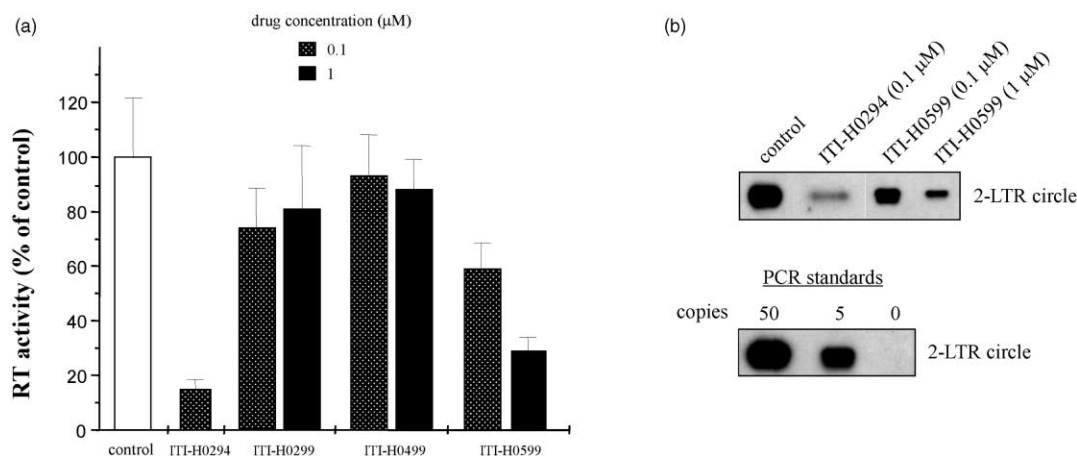 (a)
drug concentration (µM)
0.1
1
RT activity (% of control)
120
100
80
60
40
20
0
control
ITI-H0294
ITI-H0299
ITI-H0499
ITI-H0599
(b)
control
ITI-H0294 (0.1 µM)
ITI-H0599 (0.1 µM)
ITI-H0599 (1 µM)
2-LTR circle
PCR standards
copies 50 5 0
2-LTR circle